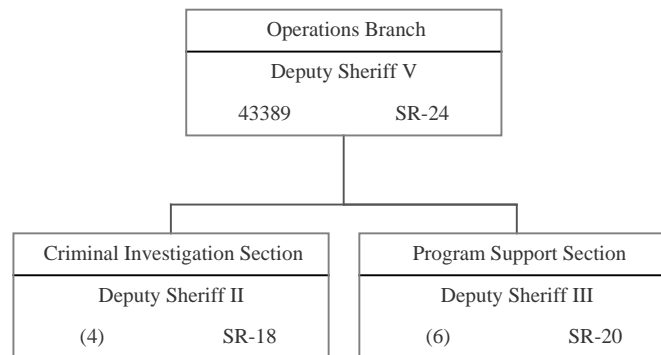 Operations Branch
Deputy Sheriff V
43389 SR-24
Criminal Investigation Section
Deputy Sheriff II
(4) SR-18
Program Support Section
Deputy Sheriff III
(6) SR-20